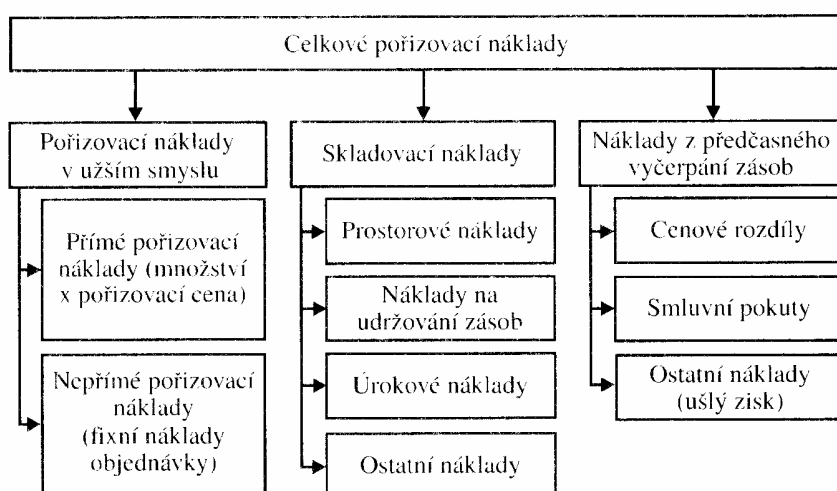 Celkové pořizovací náklady
Pořizovací náklady
v užším smyslu
Přímé pořizovací
náklady (množství
x pořizovací cena)
Nepřímé pořizovací
náklady
(fixní náklady
objednávky)
Skladovací náklady
Prostorové náklady
Náklady na
udržování zásob
Úrokové náklady
Ostatní náklady
Náklady z předčasného
vyčerpání zásob
Cenové rozdíly
Smluvní pokuty
Ostatní náklady
(ušlý zisk)